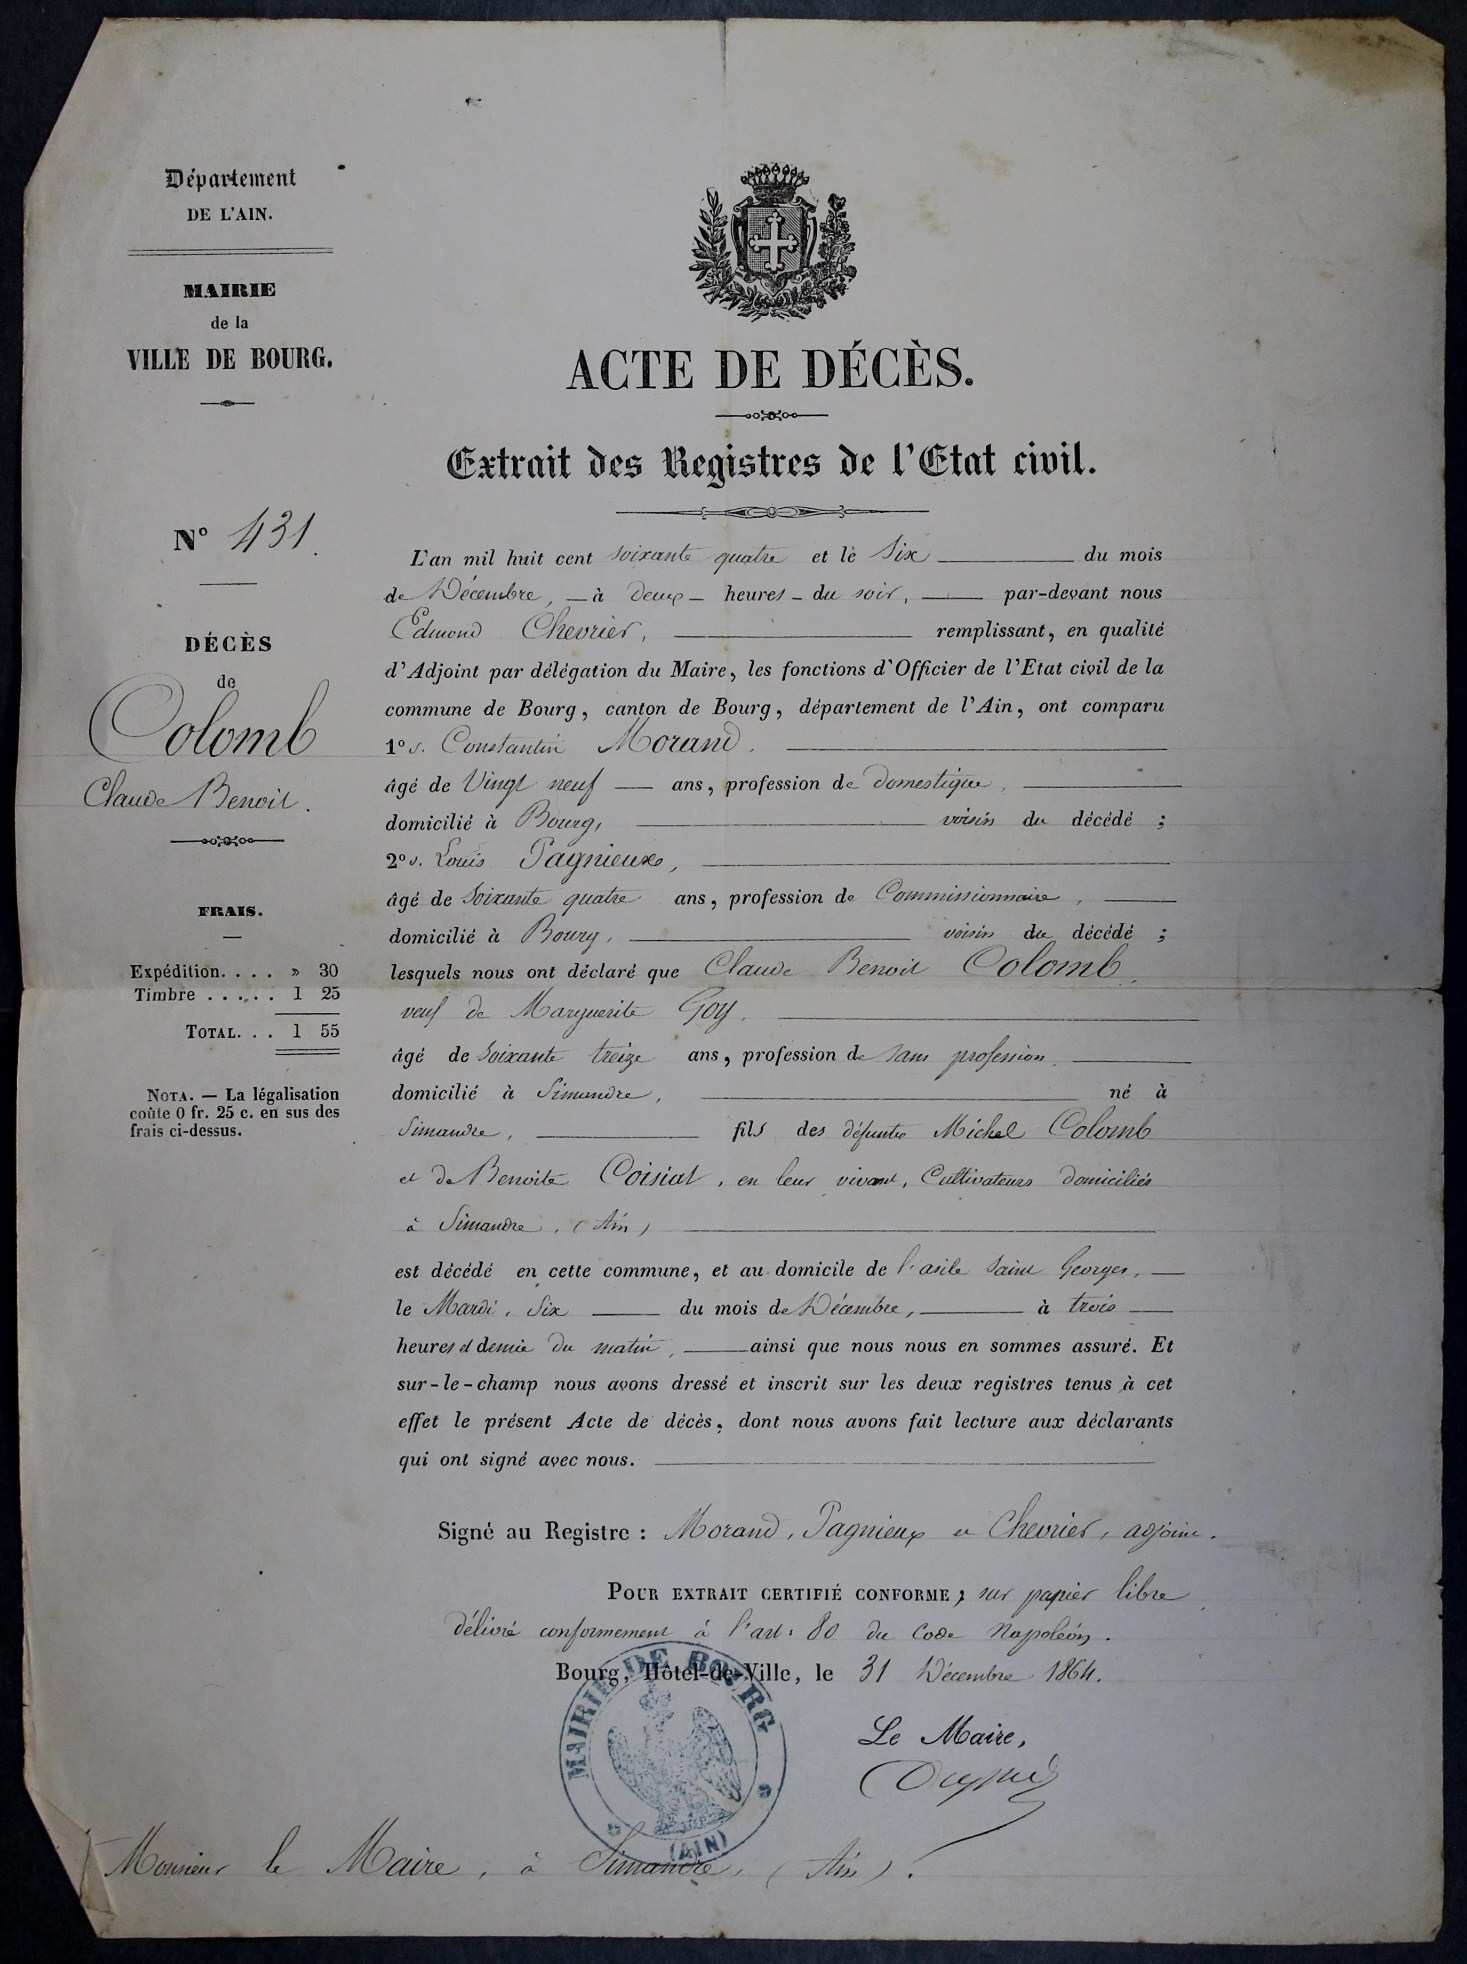 Département
DE L'AIN.
MAIRIE
de la
VILLE DE BOURG.
N° 431.
DÉCÈS
de
Colomb
Claude Benoit.
FRAIS.
Expédition. . . . » 30
Timbre . . . . . 1 25
TOTAL. . . 1 55
NOTA. — La légalisation
coûte 0 fr. 25 c. en sus des
frais ci-dessus.
ACTE DE DÉCÈS.
Extrait des Registres de l'Etat civil.
L'an mil huit cent soixante quatre et le Six du mois
de Décembre, à deux heures du soir, par-devant nous
Edmond Chevrier, remplissant, en qualité
d'Adjoint par délégation du Maire, les fonctions d'Officier de l'Etat civil de la
commune de Bourg, canton de Bourg, département de l'Ain, ont comparu
1° s. Constantin Morand.
âgé de Vingt neuf ans, profession de domestique,
domicilié à Bourg, voisin du décédé ;
2° s. Louis Pagnieux,
âgé de soixante quatre ans, profession de Commissionnaire,
domicilié à Bourg, voisin du décédé ;
lesquels nous ont déclaré que Claude Benoit Colomb,
veuf de Marguerite Goy.
âgé de soixante treize ans, profession de sans profession
domicilié à Simandre, né à
Simandre, fils des défunts Michel Colomb
et de Benoite Coisiat, en leur vivant, Cultivateurs domiciliés
à Simandre, (Ain)
est décédé en cette commune, et au domicile de l'asile Saint Georges,
le Mardi, Six du mois de Décembre, à trois
heures et demie du matin, ainsi que nous nous en sommes assuré. Et
sur-le-champ nous avons dressé et inscrit sur les deux registres tenus à cet
effet le présent Acte de décès, dont nous avons fait lecture aux déclarants
qui ont signé avec nous.
Signé au Registre : Morand, Pagnieux et Chevrier, adjoint.
POUR EXTRAIT CERTIFIÉ CONFORME, sur papier libre
délivré conformement à l'art. 80 du Code Napoléon.
Bourg, Hôtel-de-Ville, le 31 Décembre 1864.
MAIRIE DE BOURG
(AIN)
Le Maire,
Monsieur le Maire, à Simandre, (Ain).